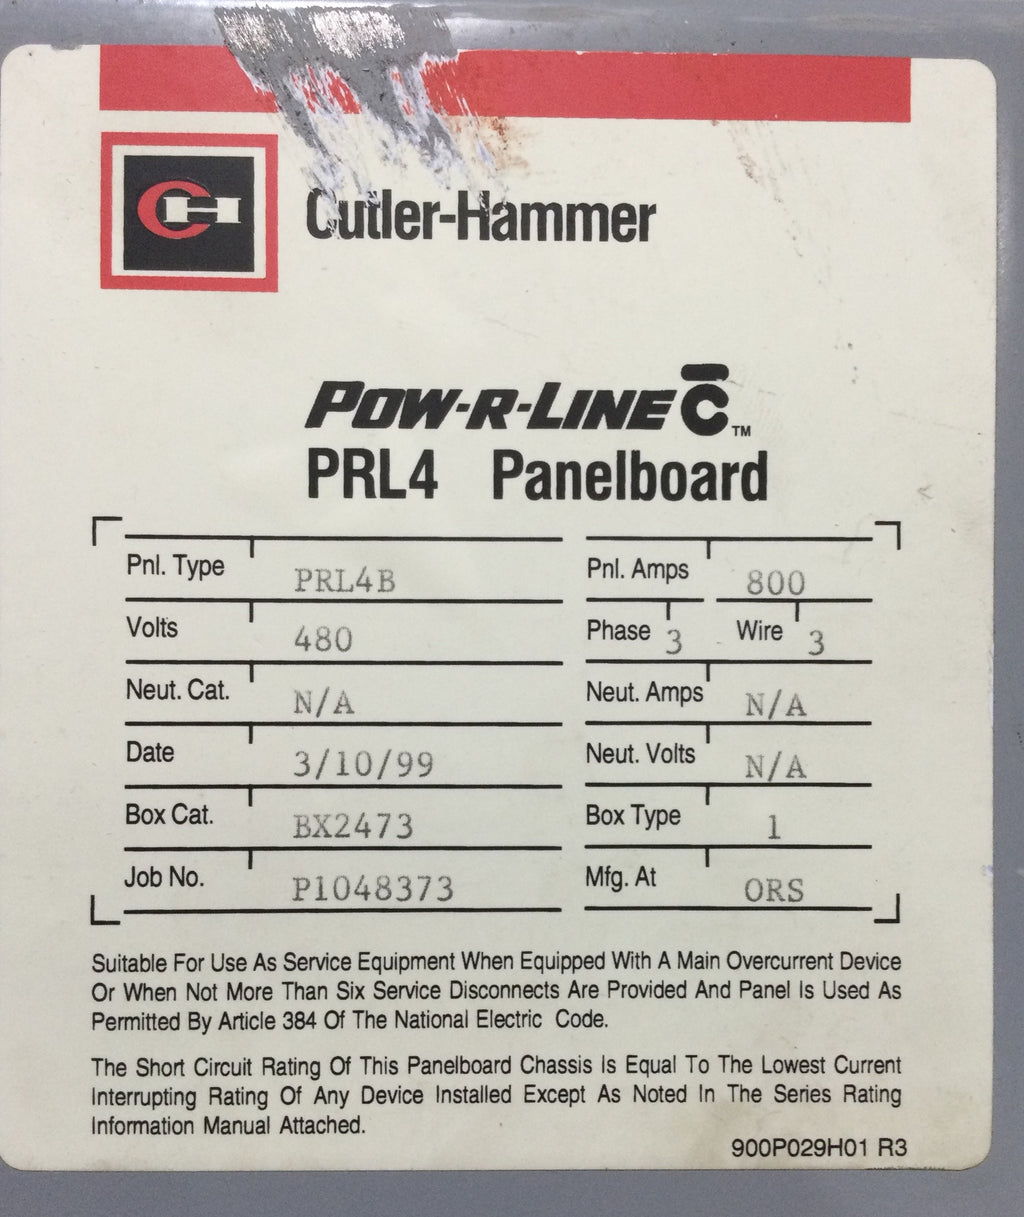 CH
Cutler-Hammer
POW-R-LINE C™
PRL4 Panelboard
Pnl. Type PRL4B Pnl. Amps 800
Volts 480 Phase 3 Wire 3
Neut. Cat. N/A Neut. Amps N/A
Date 3/10/99 Neut. Volts N/A
Box Cat. BX2473 Box Type 1
Job No. P1048373 Mfg. At ORS
Suitable For Use As Service Equipment When Equipped With A Main Overcurrent Device
Or When Not More Than Six Service Disconnects Are Provided And Panel Is Used As
Permitted By Article 384 Of The National Electric Code.
The Short Circuit Rating Of This Panelboard Chassis Is Equal To The Lowest Current
Interrupting Rating Of Any Device Installed Except As Noted In The Series Rating
Information Manual Attached.
900P029H01 R3